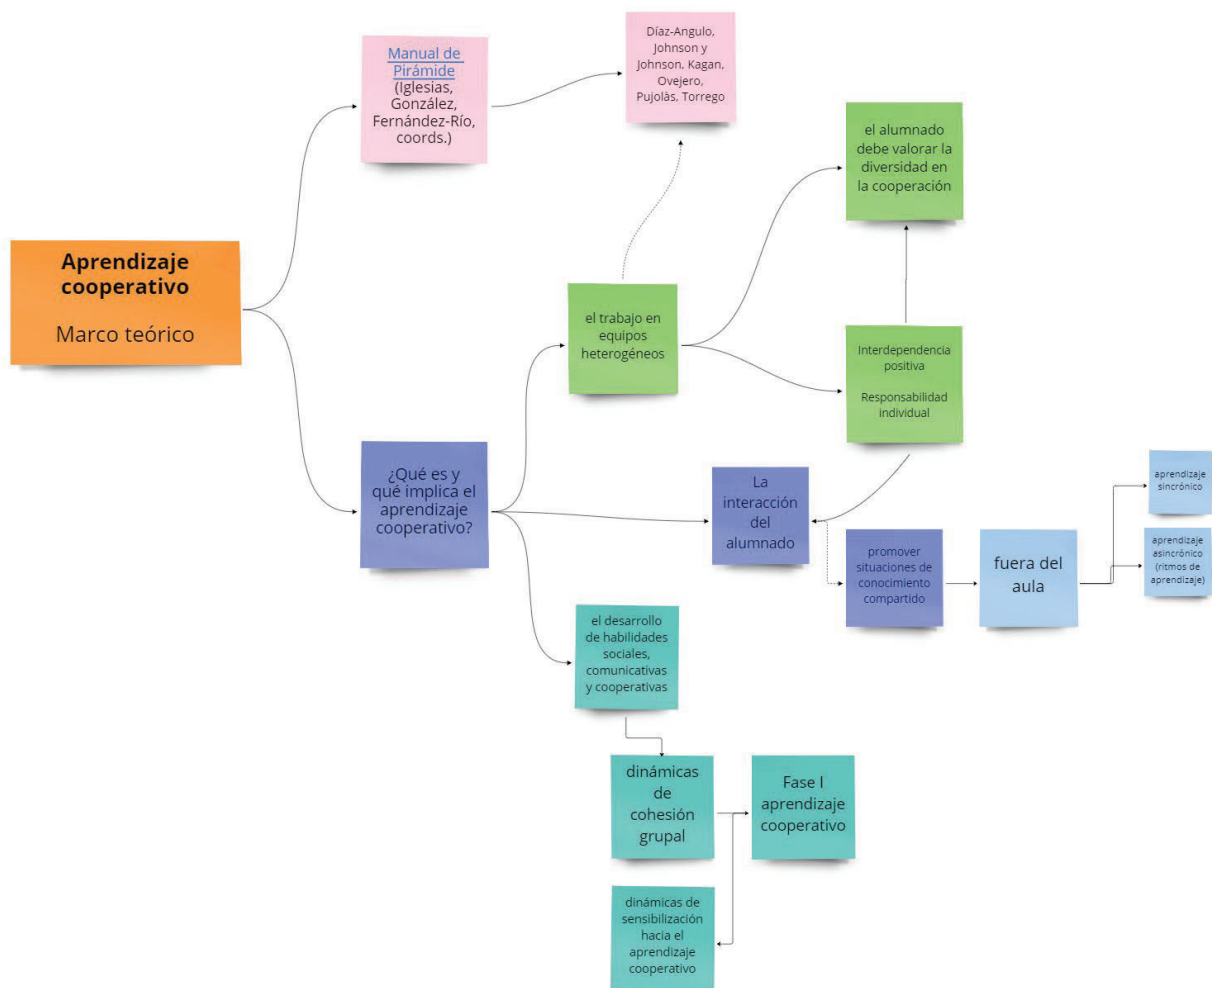 Manual de
Pirámide
(Iglesias,
González,
Fernández-Río,
coords.)
Díaz-Angulo,
Johnson y
Johnson, Kagan,
Ovejero,
Pujolàs, Torrego
el alumnado
debe valorar la
diversidad en
la cooperación
Aprendizaje
cooperativo
Marco teórico
el trabajo en
equipos
heterogéneos
Interdependencia
positiva
Responsabilidad
individual
¿Qué es y
qué implica el
aprendizaje
cooperativo?
La
interacción
del
alumnado
promover
situaciones de
conocimiento
compartido
fuera del
aula
aprendizaje
sincrónico
aprendizaje
asincrónico
(ritmos de
aprendizaje)
el desarrollo
de habilidades
sociales,
comunicativas
y cooperativas
dinámicas
de
cohesión
grupal
Fase I
aprendizaje
cooperativo
dinámicas de
sensibilización
hacia el
aprendizaje
cooperativo